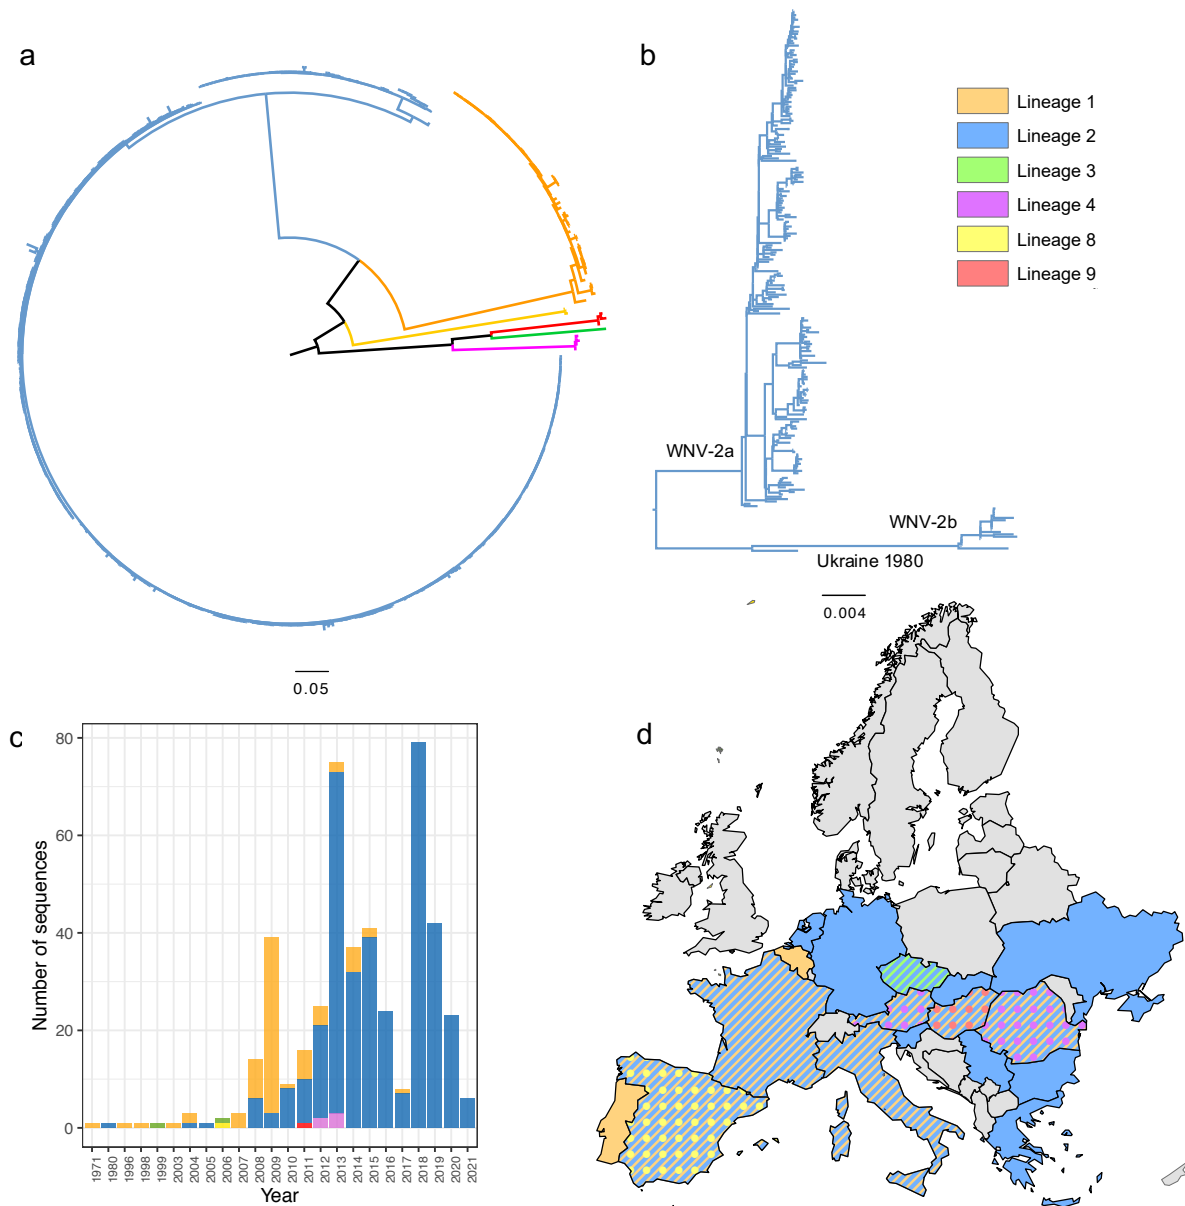 a
b
Lineage 1
Lineage 2
Lineage 3
Lineage 4
Lineage 8
Lineage 9
WNV-2a
WNV-2b
Ukraine 1980
0.004
0.05
c
d
Number of sequences
80
60
40
20
0
1971
1980
1996
1998
1999
2003
2004
2005
2006
2007
2008
2009
2010
2011
2012
2013
2014
2015
2016
2017
2018
2019
2020
2021
Year